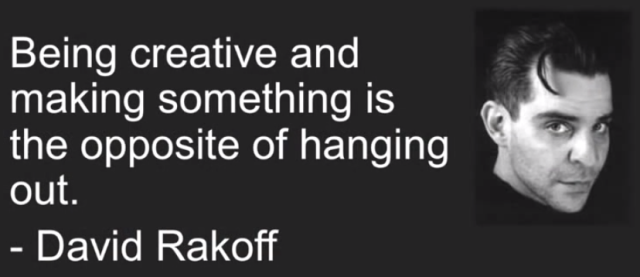 Being creative and
making something is
the opposite of hanging
out.
- David Rakoff